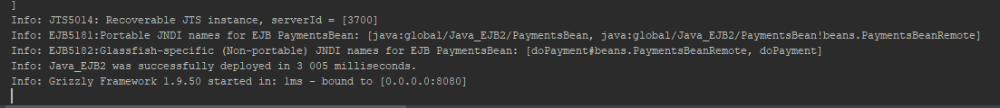 ]
Info: JTS5014: Recoverable JTS instance, serverId = [3700]
Info: EJB5181:Portable JNDI names for EJB PaymentsBean: [java:global/Java_EJB2/PaymentsBean, java:global/Java_EJB2/PaymentsBean!beans.PaymentsBeanRemote]
Info: EJB5182:Glassfish-specific (Non-portable) JNDI names for EJB PaymentsBean: [doPayment#beans.PaymentsBeanRemote, doPayment]
Info: Java_EJB2 was successfully deployed in 3 005 milliseconds.
Info: Grizzly Framework 1.9.50 started in: 1ms - bound to [0.0.0.0:8080]